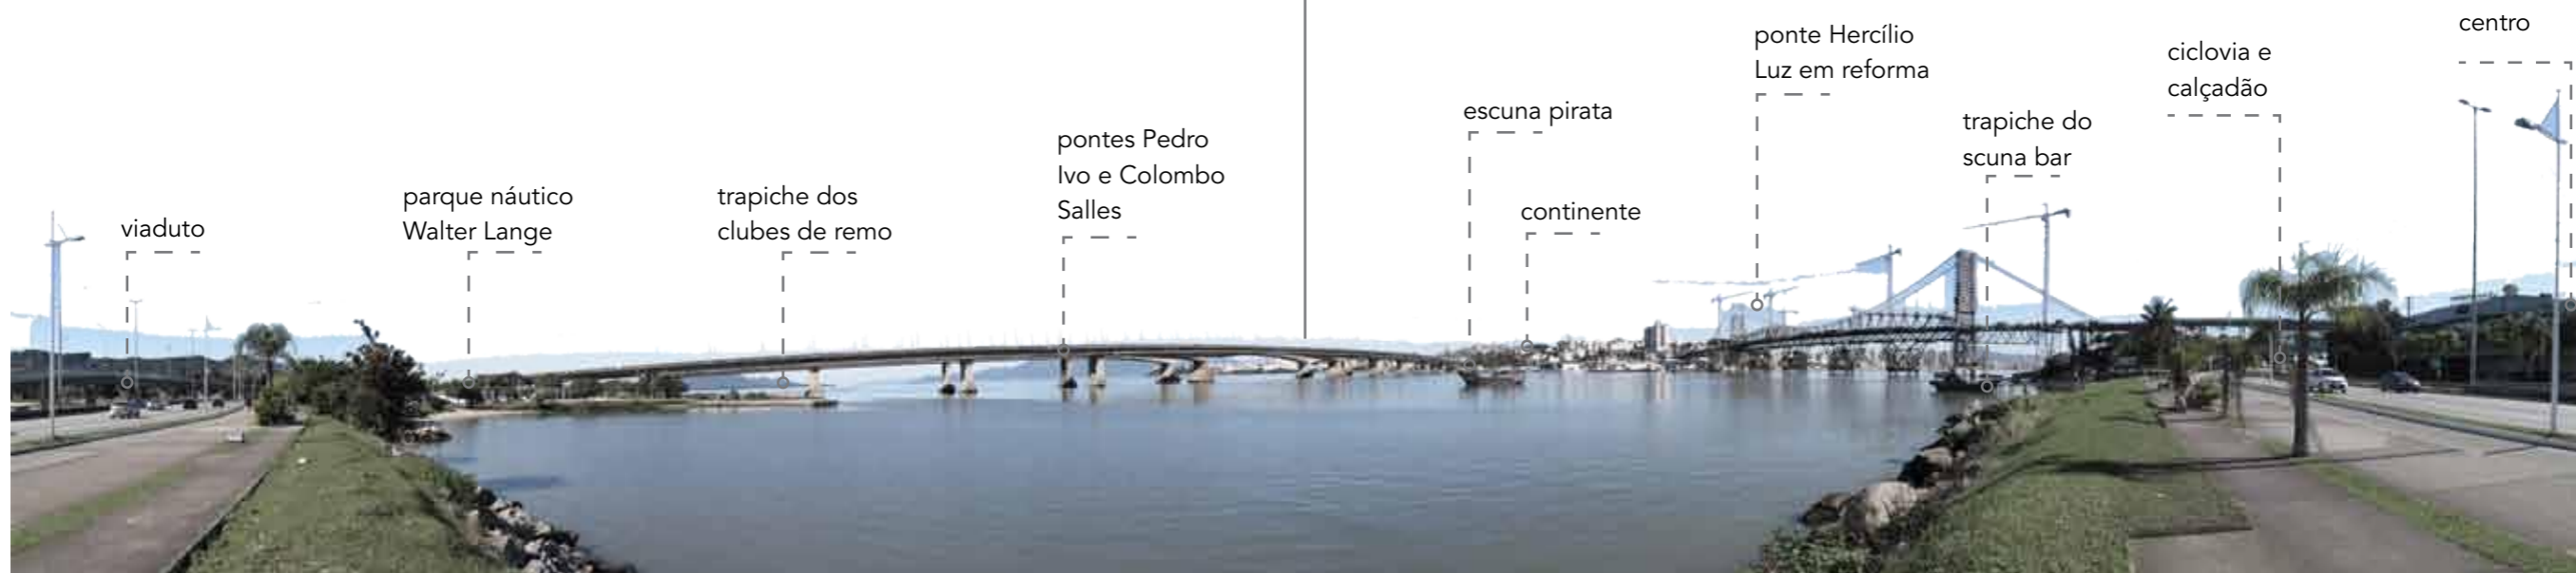 viaduto
parque náutico
Walter Lange
trapiche dos
clubes de remo
pontes Pedro
Ivo e Colombo
Salles
escuna pirata
continente
ponte Hercílio
Luz em reforma
trapiche do
scuna bar
ciclovia e
calçadão
centro